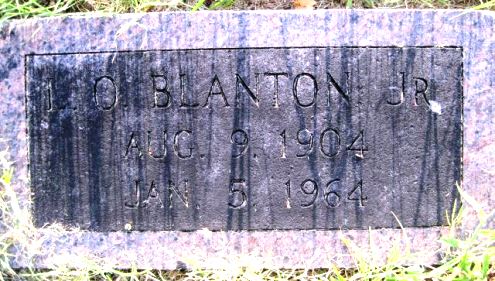 L. O. BLANTON JR.
AUG. 9, 1904
JAN. 5, 1964